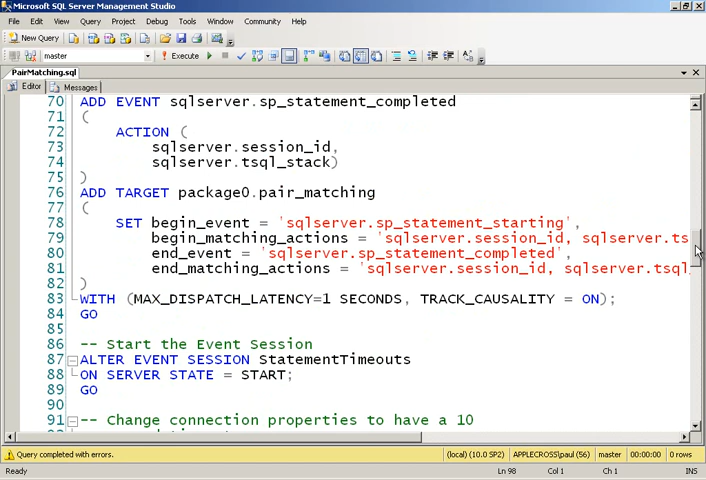 Microsoft SQL Server Management Studio
File Edit View Query Project Debug Tools Window Community Help
New Query
master Execute
PairMatching.sql
Editor Messages
70 ADD EVENT sqlserver.sp_statement_completed
71 (
72 ACTION (
73 sqlserver.session_id,
74 sqlserver.tsql_stack)
75 )
76 ADD TARGET package0.pair_matching
77 (
78 SET begin_event = 'sqlserver.sp_statement_starting',
79 begin_matching_actions = 'sqlserver.session_id, sqlserver.ts
80 end_event = 'sqlserver.sp_statement_completed',
81 end_matching_actions = 'sqlserver.session_id, sqlserver.tsql
82 )
83 WITH (MAX_DISPATCH_LATENCY=1 SECONDS, TRACK_CAUSALITY = ON);
84 GO
85
86 -- Start the Event Session
87 ALTER EVENT SESSION StatementTimeouts
88 ON SERVER STATE = START;
89 GO
90
91 -- Change connection properties to have a 10
Query completed with errors. (local) (10.0 SP2) APPLECROSS\paul (56) master 00:00:00 0 rows
Ready Ln 98 Col 1 Ch 1 INS